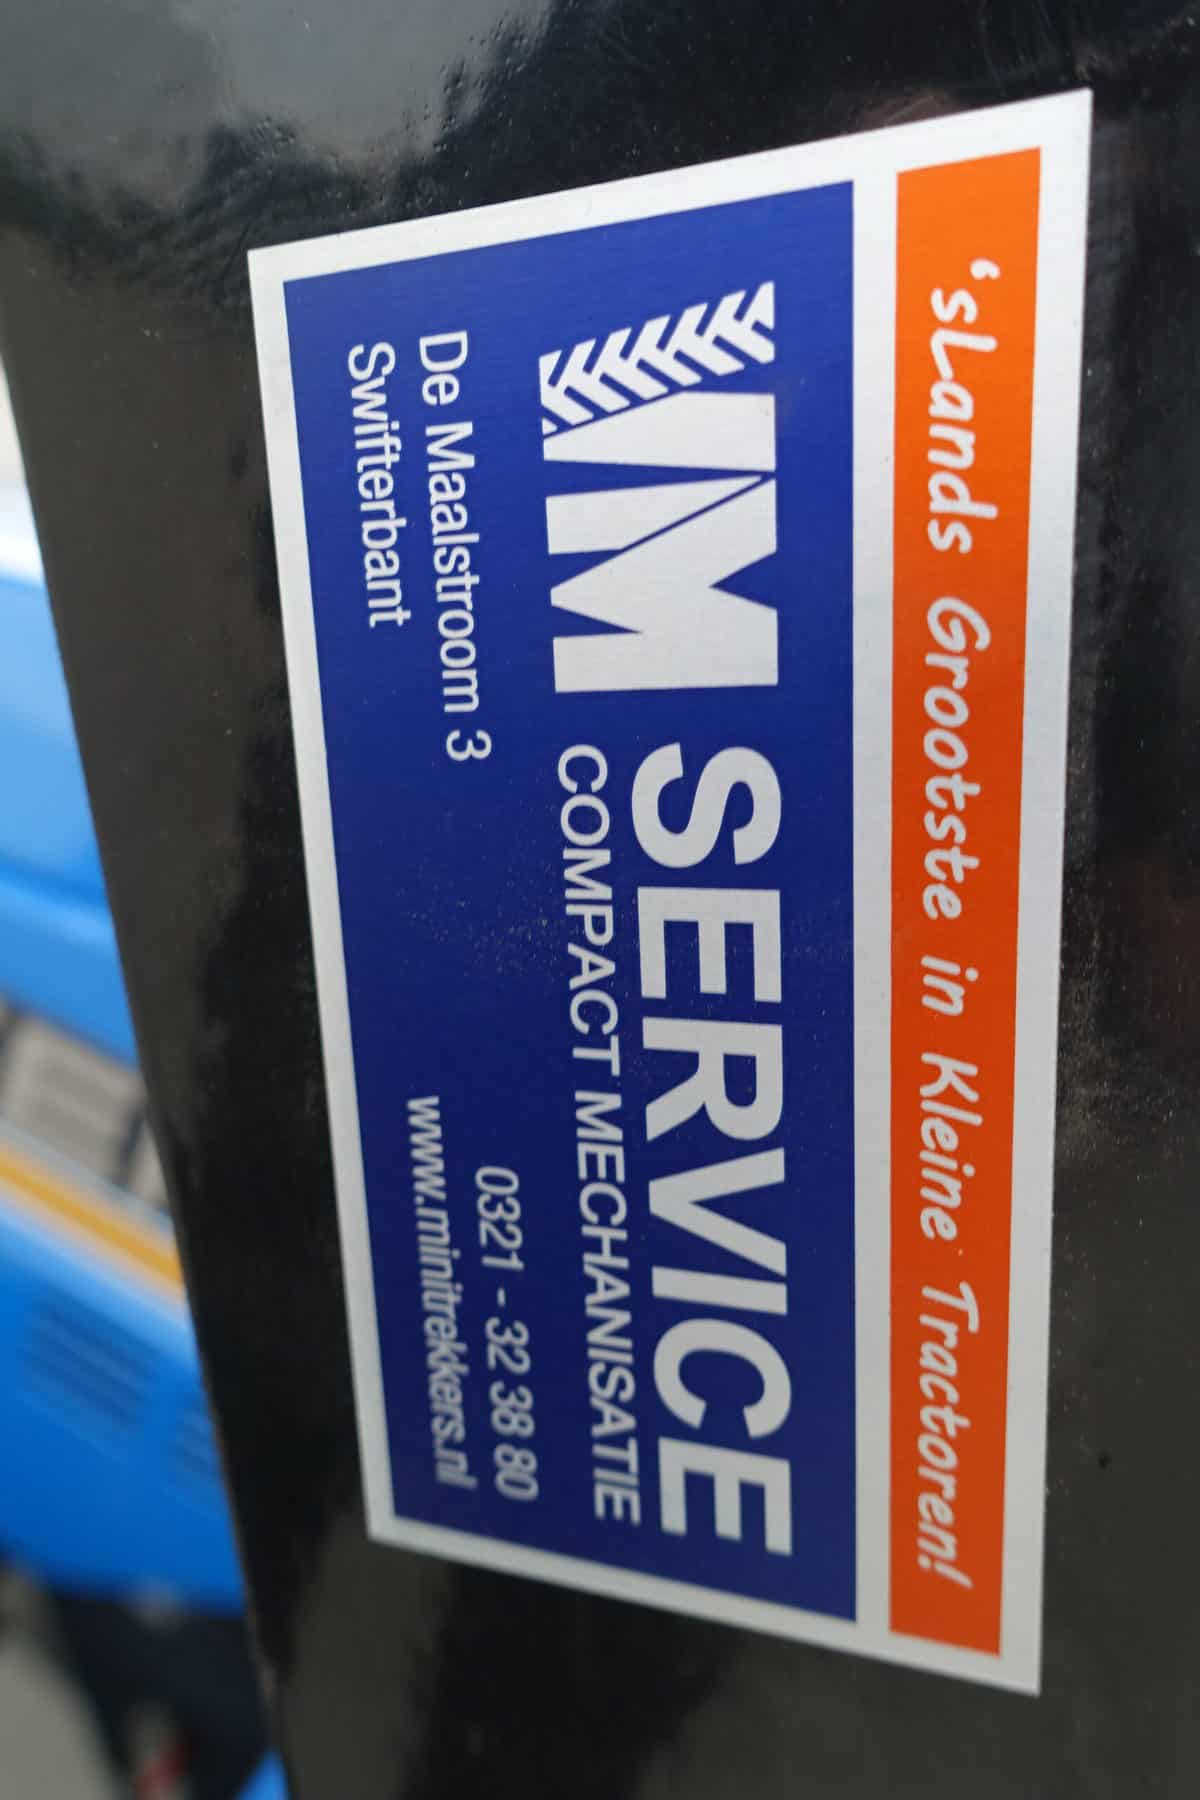 'sLands Grootste in Kleine Tractoren!
VM SERVICE
COMPACT MECHANISATIE
De Maalstroom 3
Swifterbant
0321 - 32 38 80
www.minitrekkers.nl